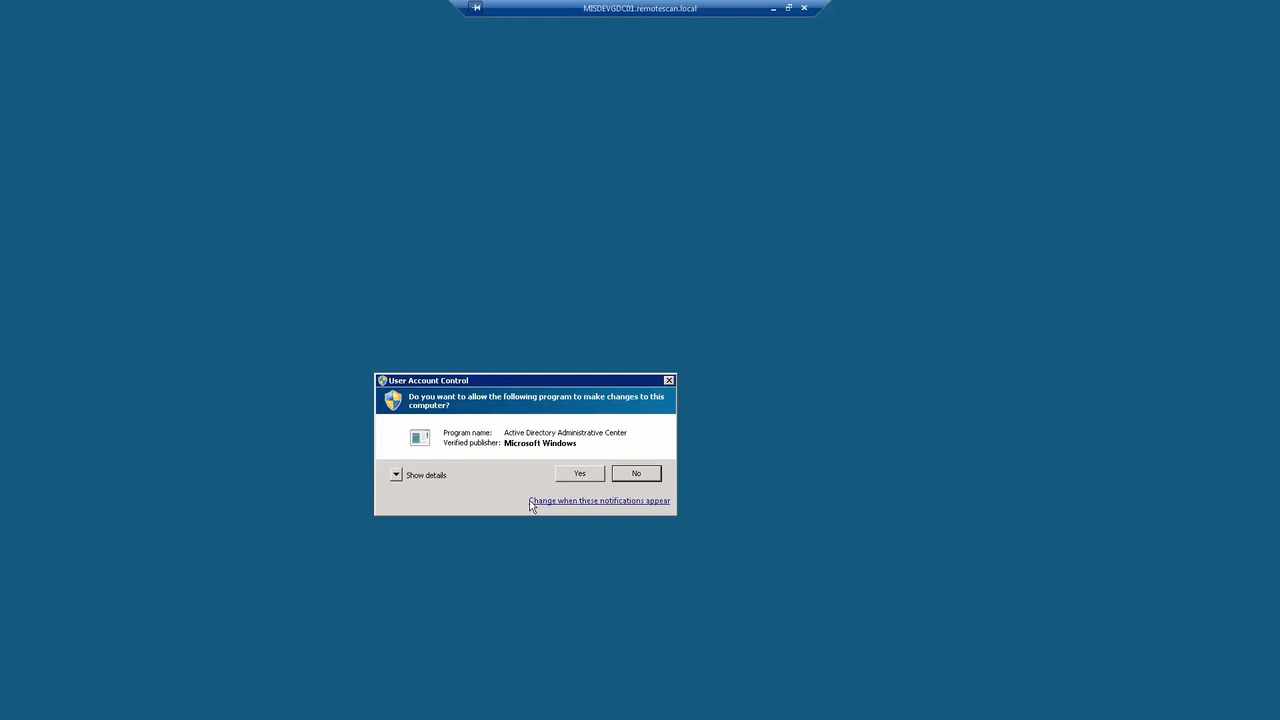 MISDEVGDC01.remotescan.local
User Account Control
Do you want to allow the following program to make changes to this
computer?
Program name: Active Directory Administrative Center
Verified publisher: Microsoft Windows
Show details
Yes
No
Change when these notifications appear